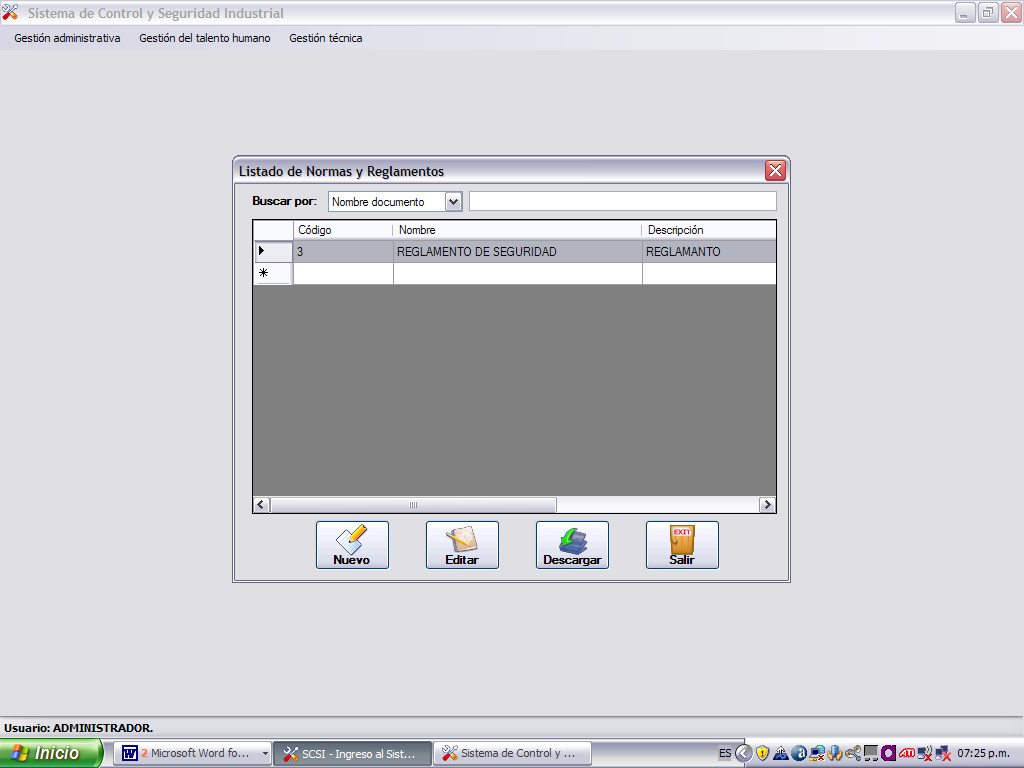 Sistema de Control y Seguridad Industrial
Gestión administrativa Gestión del talento humano Gestión técnica
Listado de Normas y Reglamentos
Buscar por: Nombre documento
Código Nombre Descripción
3 REGLAMENTO DE SEGURIDAD REGLAMANTO
EXIT
Nuevo Editar Descargar Salir
Usuario: ADMINISTRADOR.
Inicio 2 Microsoft Word fo... SCSI - Ingreso al Sist... Sistema de Control y ... ES ATI 07:25 p.m.